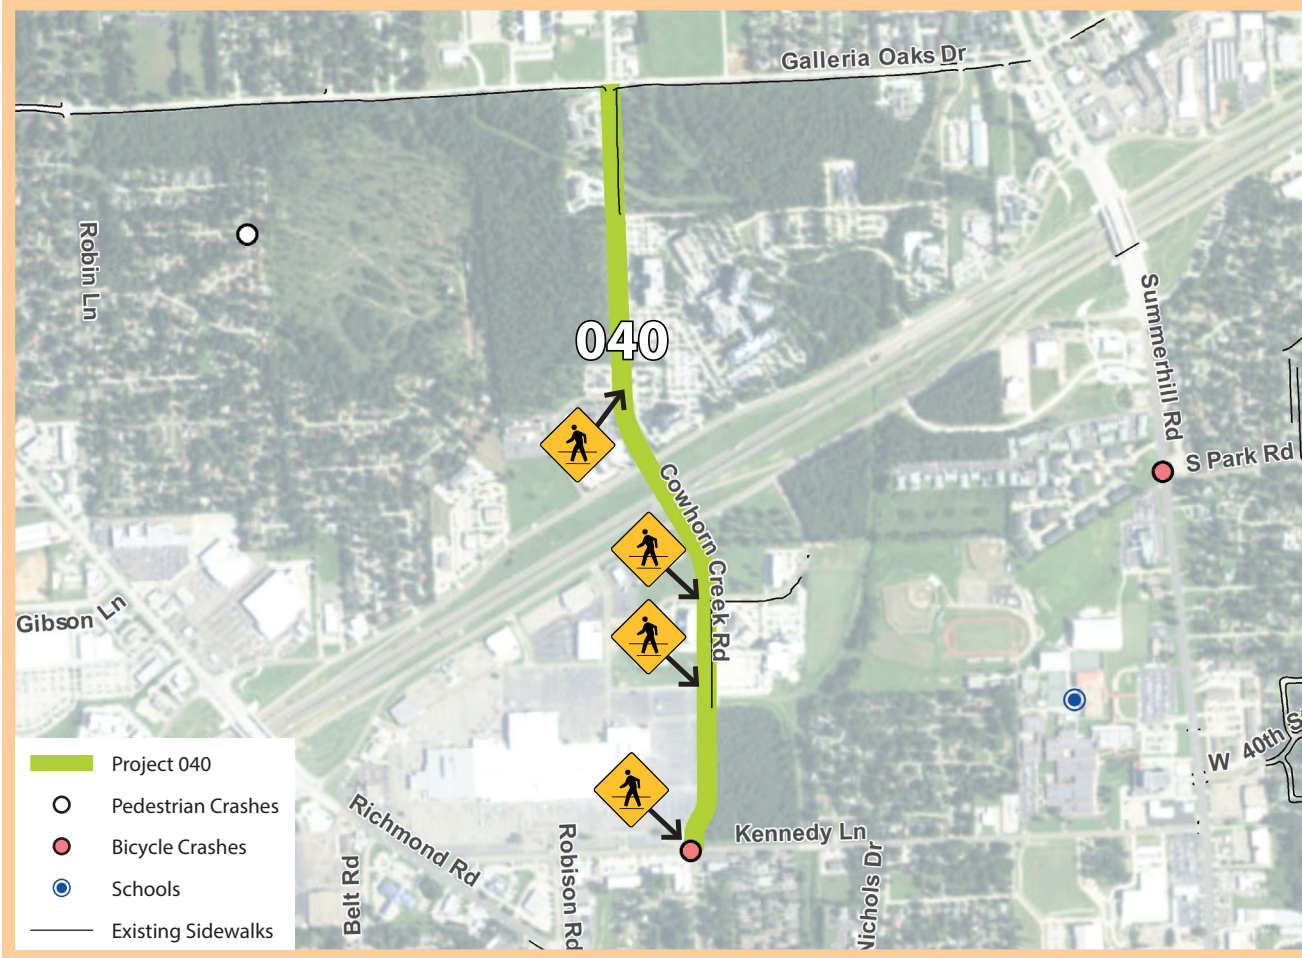 Galleria Oaks Dr
Robin Ln
Summerhill Rd
040
S Park Rd
Cowhorn Creek Rd
Gibson Ln
W 40th St
Project 040
Pedestrian Crashes
Bicycle Crashes
Schools
Existing Sidewalks
Richmond Rd
Kennedy Ln
Belt Rd
Robison Rd
Nichols Dr